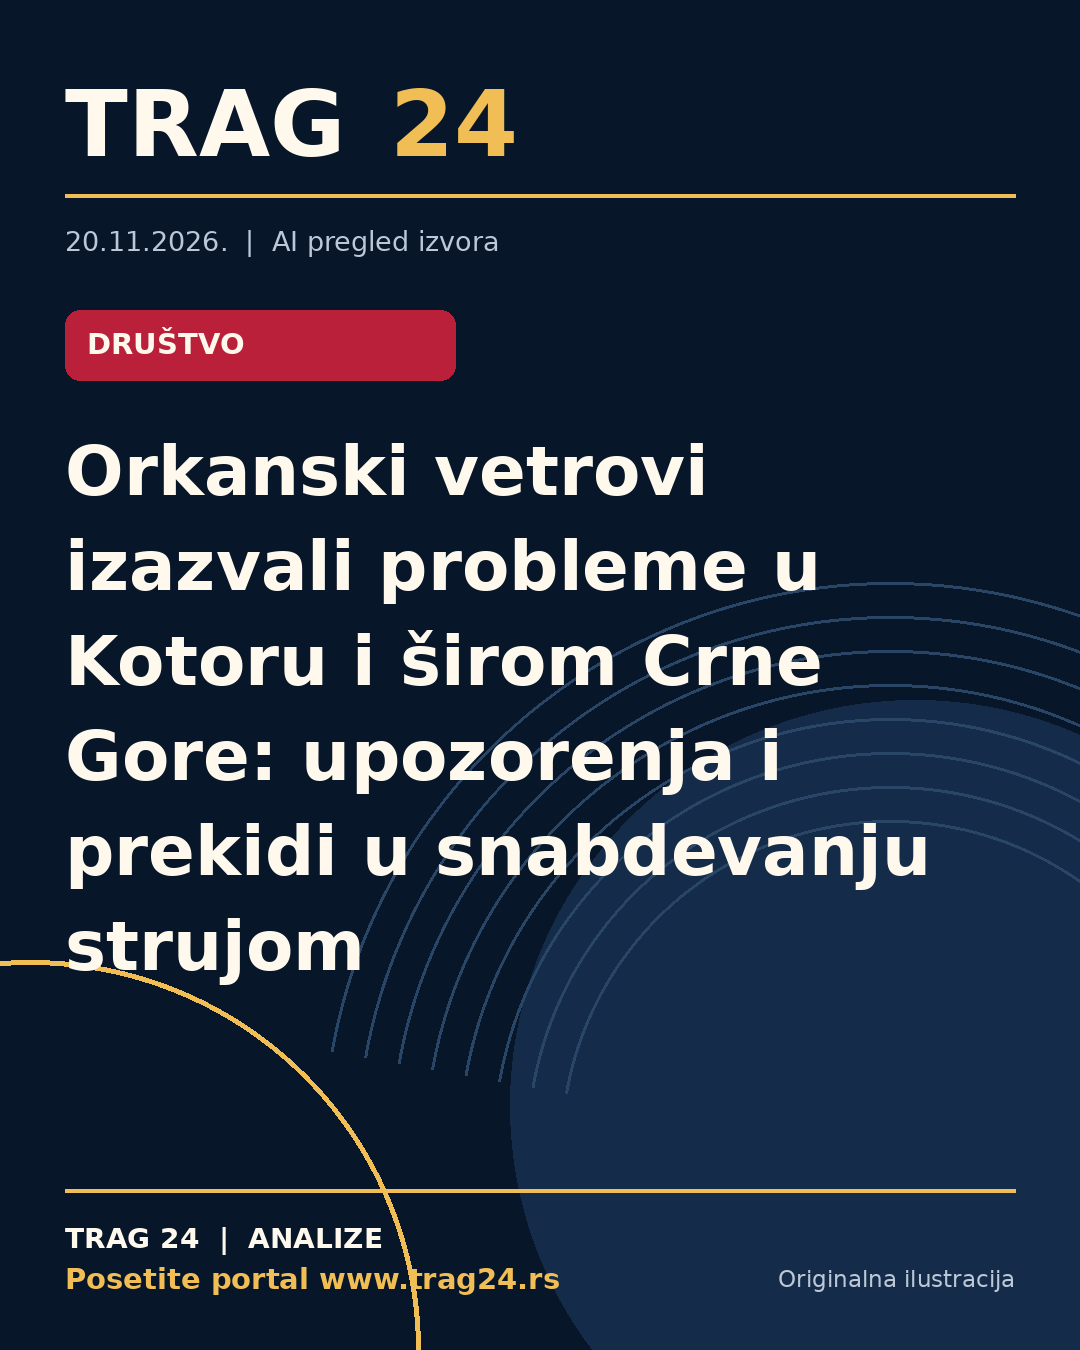 TRAG 24
20.11.2026. | AI pregled izvora
DRUŠTVO
Orkanski vetrovi
izazvali probleme u
Kotoru i širom Crne
Gore: upozorenja i
prekidi u snabdevanju
strujom
TRAG 24 | ANALIZE
Posetite portal www.trag24.rs
Originalna ilustracija